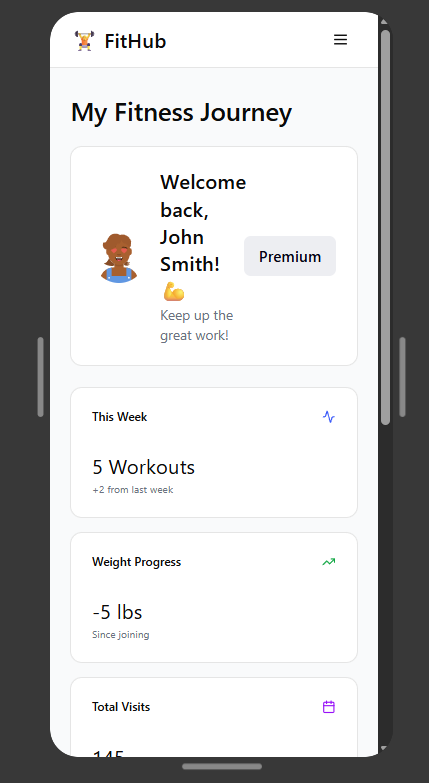 FitHub
My Fitness Journey
Welcome
back,
John
Smith!
💪
Keep up the
great work!
Premium
This Week
5 Workouts
+2 from last week
Weight Progress
-5 lbs
Since joining
Total Visits
145